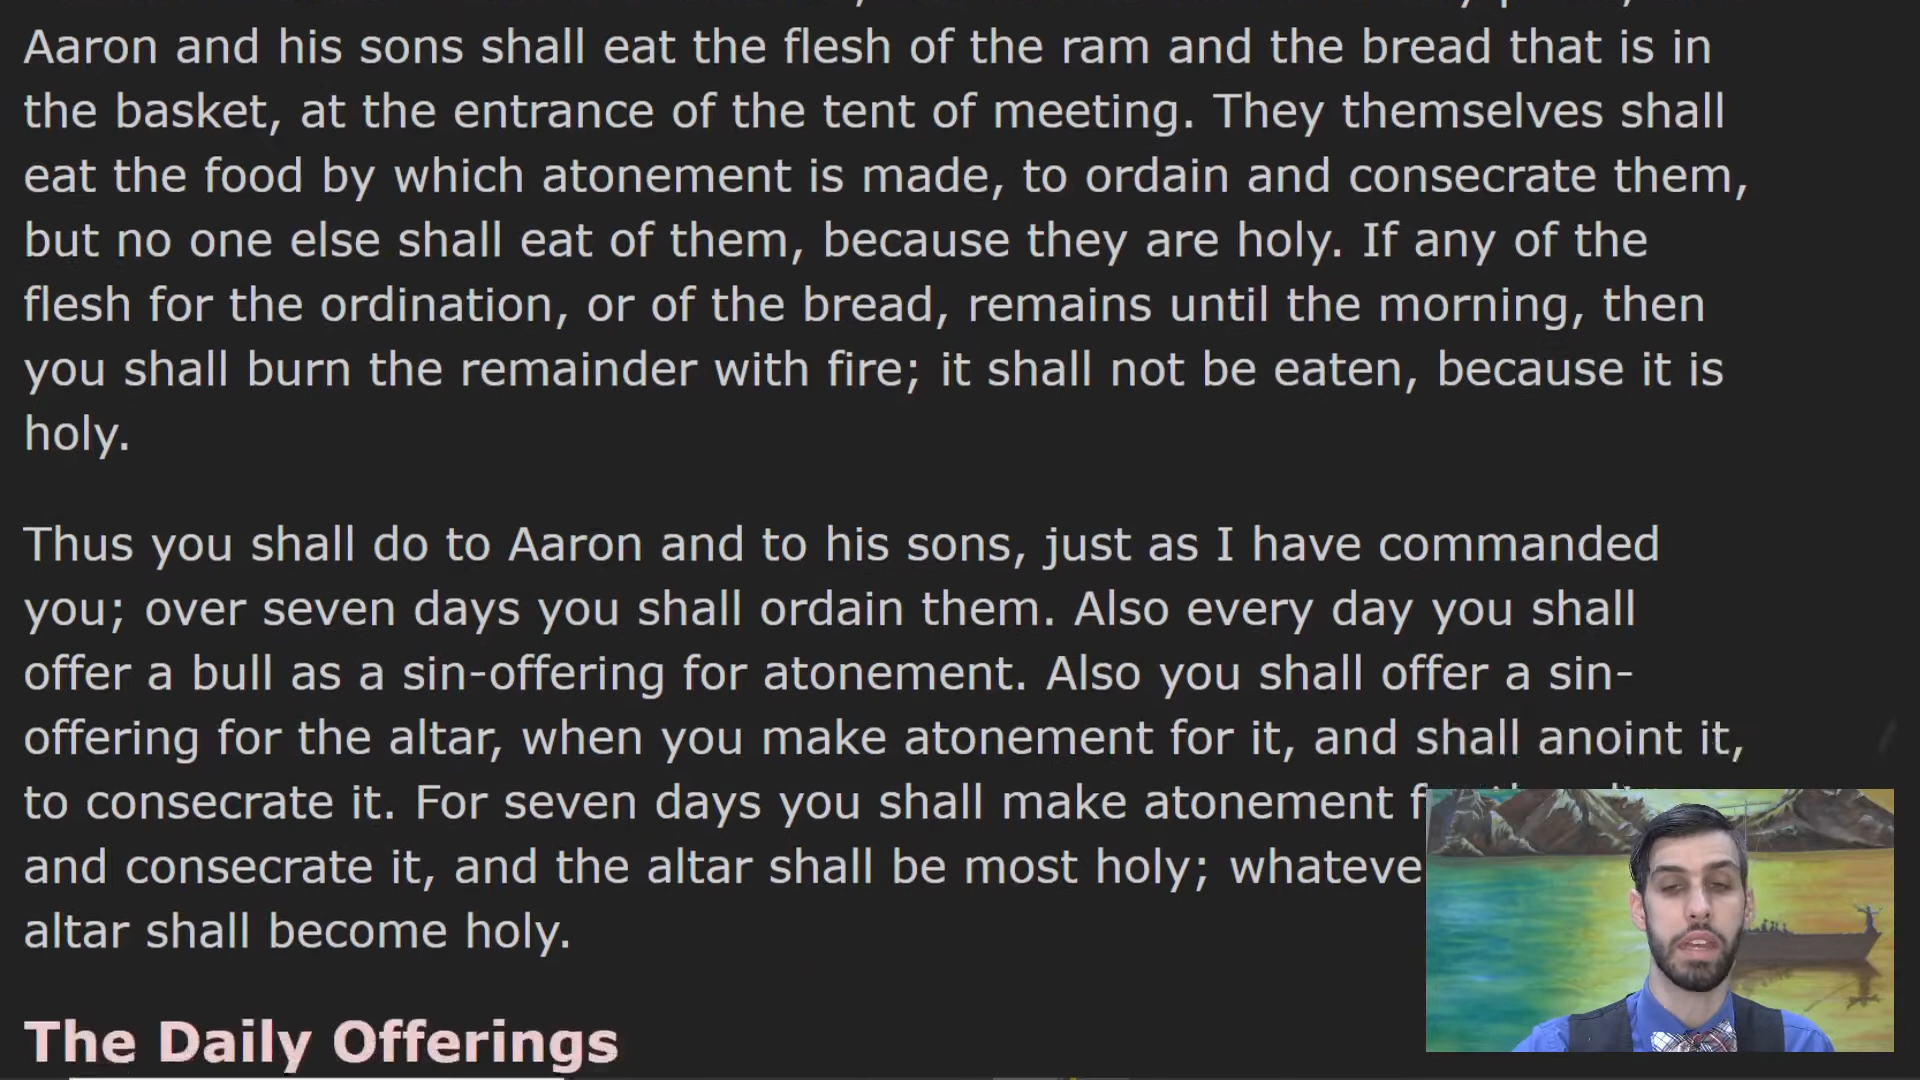 Aaron and his sons shall eat the flesh of the ram and the bread that is in
the basket, at the entrance of the tent of meeting. They themselves shall
eat the food by which atonement is made, to ordain and consecrate them,
but no one else shall eat of them, because they are holy. If any of the
flesh for the ordination, or of the bread, remains until the morning, then
you shall burn the remainder with fire; it shall not be eaten, because it is
holy.
Thus you shall do to Aaron and to his sons, just as I have commanded
you; over seven days you shall ordain them. Also every day you shall
offer a bull as a sin-offering for atonement. Also you shall offer a sin-
offering for the altar, when you make atonement for it, and shall anoint it,
to consecrate it. For seven days you shall make atonement
and consecrate it, and the altar shall be most holy;
altar shall become holy.
The Daily Offerings